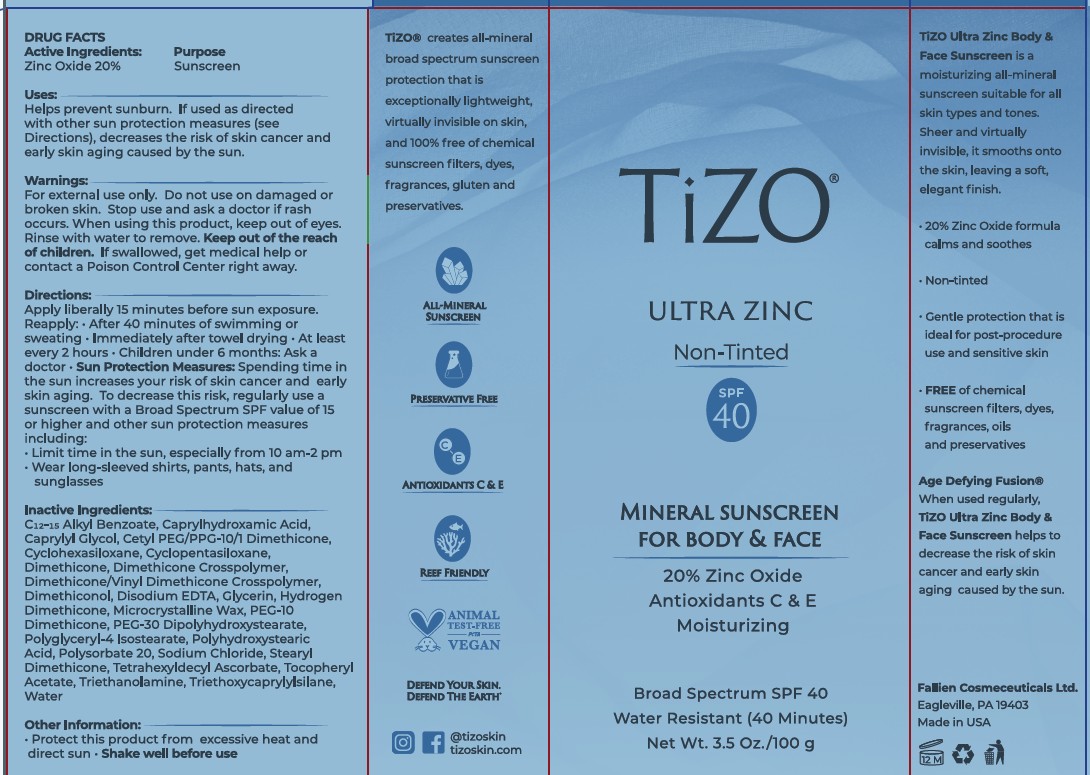 DRUG FACTS
Active Ingredients: Purpose
Zinc Oxide 20% Sunscreen
Uses:
Helps prevent sunburn. If used as directed
with other sun protection measures (see
Directions), decreases the risk of skin cancer and
early skin aging caused by the sun.
Warnings:
For external use only. Do not use on damaged or
broken skin. Stop use and ask a doctor if rash
occurs. When using this product, keep out of eyes.
Rinse with water to remove. Keep out of the reach
of children. If swallowed, get medical help or
contact a Poison Control Center right away.
Directions:
Apply liberally 15 minutes before sun exposure.
Reapply: • After 40 minutes of swimming or
sweating • Immediately after towel drying • At least
every 2 hours • Children under 6 months: Ask a
doctor • Sun Protection Measures: Spending time in
the sun increases your risk of skin cancer and early
skin aging. To decrease this risk, regularly use a
sunscreen with a Broad Spectrum SPF value of 15
or higher and other sun protection measures
including:
• Limit time in the sun, especially from 10 am-2 pm
• Wear long-sleeved shirts, pants, hats, and
sunglasses
Inactive Ingredients:
C12-15 Alkyl Benzoate, Caprylhydroxamic Acid,
Caprylyl Glycol, Cetyl PEG/PPG-10/1 Dimethicone,
Cyclohexasiloxane, Cyclopentasiloxane,
Dimethicone, Dimethicone Crosspolymer,
Dimethicone/Vinyl Dimethicone Crosspolymer,
Dimethiconol, Disodium EDTA, Glycerin, Hydrogen
Dimethicone, Microcrystalline Wax, PEG-10
Dimethicone, PEG-30 Dipolyhydroxystearate,
Polyglyceryl-4 Isostearate, Polyhydroxystearic
Acid, Polysorbate 20, Sodium Chloride, Stearyl
Dimethicone, Tetrahexyldecyl Ascorbate, Tocopheryl
Acetate, Triethanolamine, Triethoxycaprylylsilane,
Water
Other Information:
• Protect this product from excessive heat and
direct sun • Shake well before use
TiZO® creates all-mineral
broad spectrum sunscreen
protection that is
exceptionally lightweight,
virtually invisible on skin,
and 100% free of chemical
sunscreen filters, dyes,
fragrances, gluten and
preservatives.
ALL-MINERAL
SUNSCREEN
PRESERVATIVE FREE
C
E
ANTIOXIDANTS C & E
REEF FRIENDLY
ANIMAL
TEST-FREE
PETA
VEGAN
DEFEND YOUR SKIN.
DEFEND THE EARTH
@tizoskin
tizoskin.com
TiZO®
ULTRA ZINC
Non-Tinted
SPF
40
MINERAL SUNSCREEN
FOR BODY & FACE
20% Zinc Oxide
Antioxidants C & E
Moisturizing
Broad Spectrum SPF 40
Water Resistant (40 Minutes)
Net Wt. 3.5 Oz./100 g
TiZO Ultra Zinc Body &
Face Sunscreen is a
moisturizing all-mineral
sunscreen suitable for all
skin types and tones.
Sheer and virtually
invisible, it smooths onto
the skin, leaving a soft,
elegant finish.
• 20% Zinc Oxide formula
calms and soothes
• Non-tinted
• Gentle protection that is
ideal for post-procedure
use and sensitive skin
• FREE of chemical
sunscreen filters, dyes,
fragrances, oils
and preservatives
Age Defying Fusion®
When used regularly,
TiZO Ultra Zinc Body &
Face Sunscreen helps to
decrease the risk of skin
cancer and early skin
aging caused by the sun.
Fallien Cosmeceuticals Ltd.
Eagleville, PA 19403
Made in USA
12 M